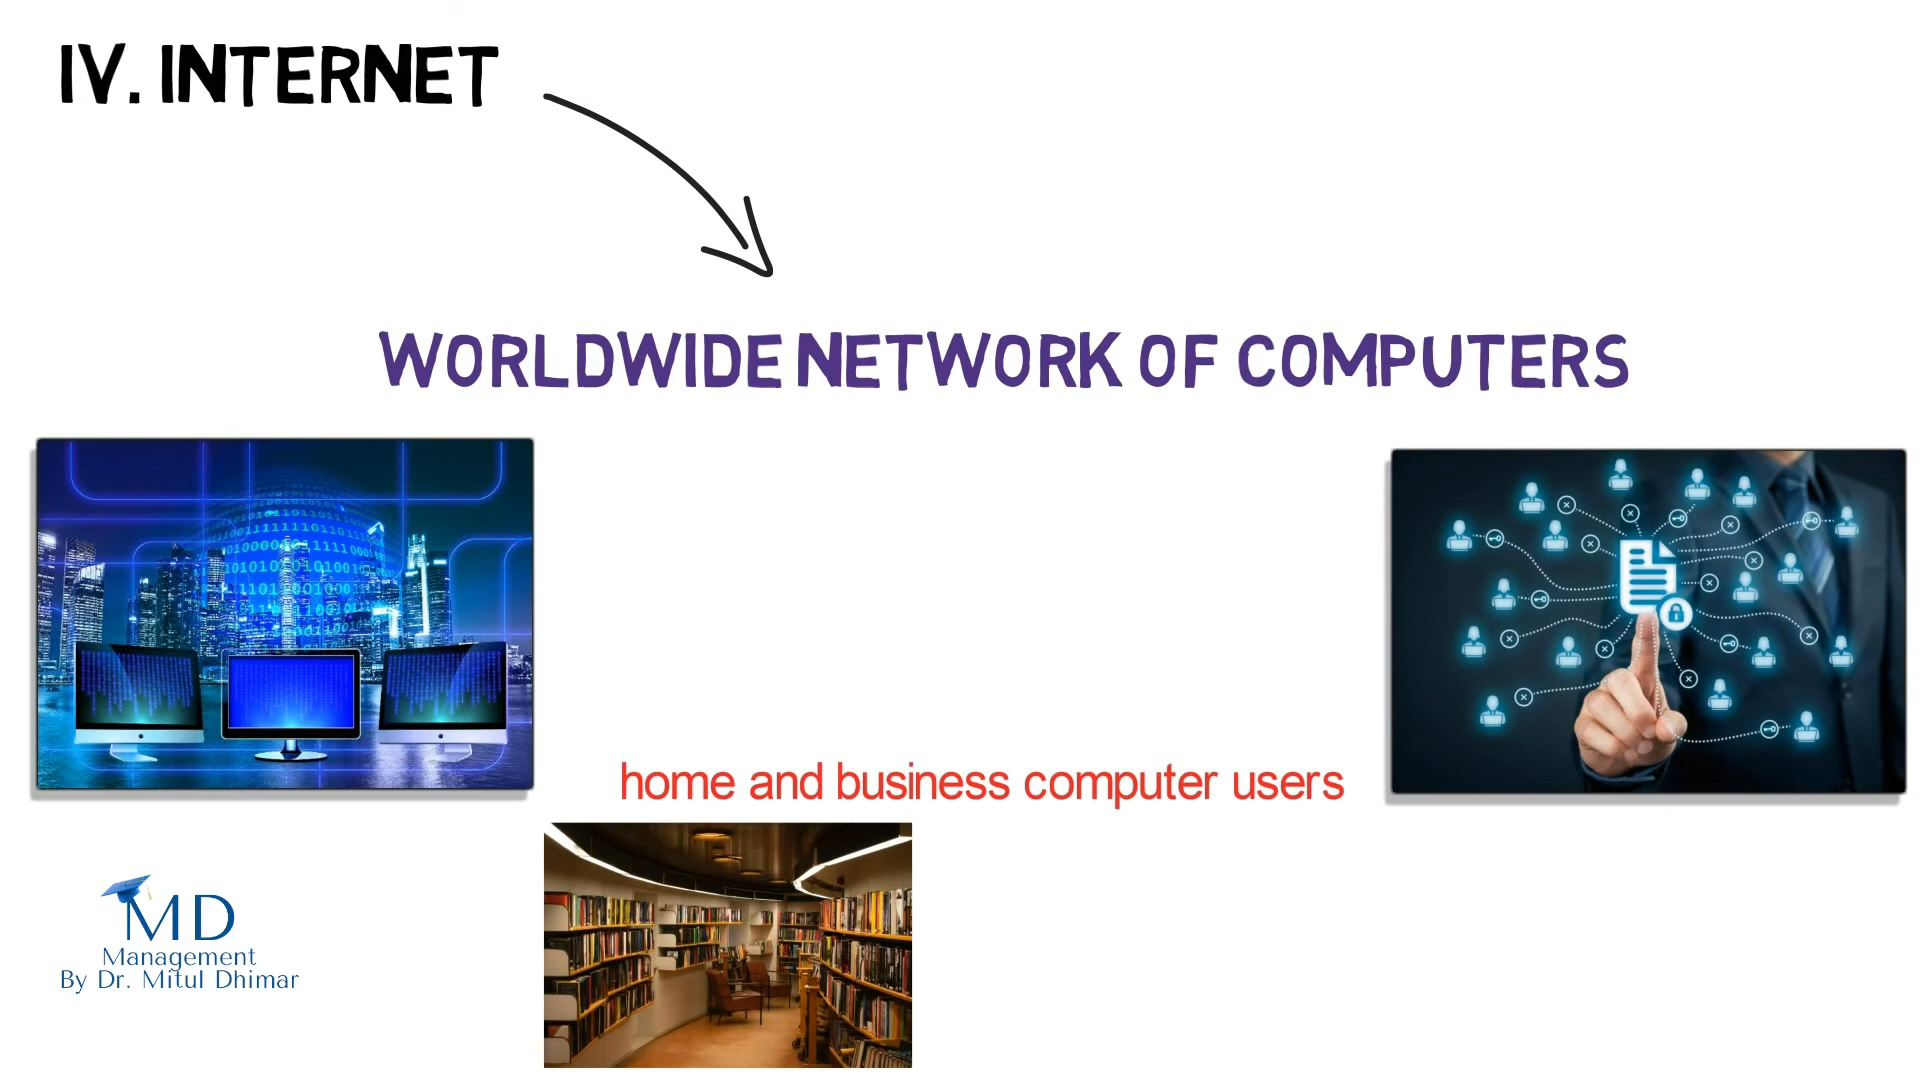 IV. INTERNET
WORLDWIDE NETWORK OF COMPUTERS
home and business computer users
MD
Management
By Dr. Mitul Dhimar